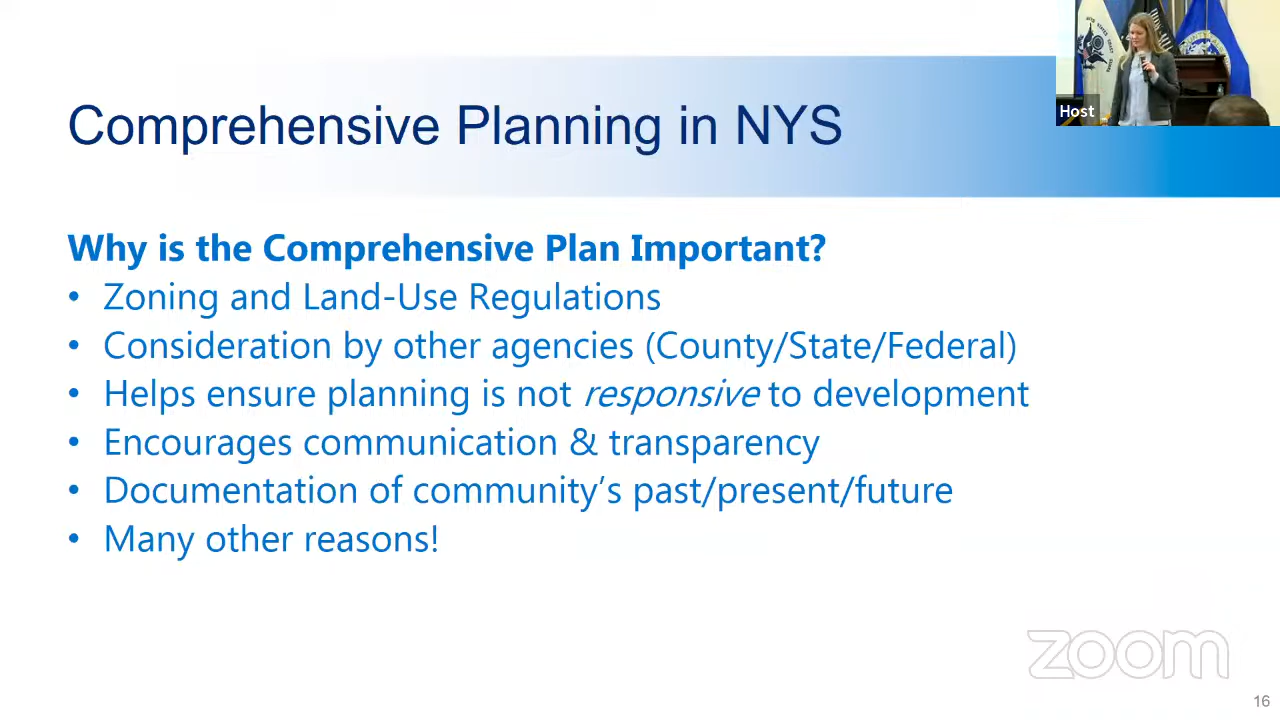 Comprehensive Planning in NYS
Host
Why is the Comprehensive Plan Important?
• Zoning and Land-Use Regulations
• Consideration by other agencies (County/State/Federal)
• Helps ensure planning is not responsive to development
• Encourages communication & transparency
• Documentation of community’s past/present/future
• Many other reasons!
zoom
16